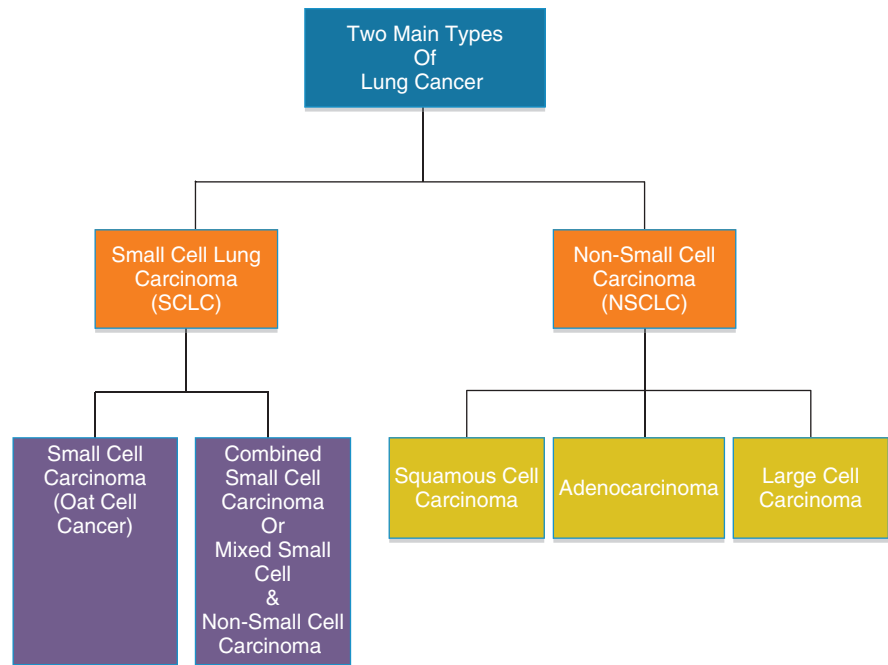 Two Main Types
Of
Lung Cancer
Small Cell Lung
Carcinoma
(SCLC)
Non-Small Cell
Carcinoma
(NSCLC)
Small Cell
Carcinoma
(Oat Cell
Cancer)
Combined
Small Cell
Carcinoma
Or
Mixed Small
Cell
&
Non-Small Cell
Carcinoma
Squamous Cell
Carcinoma
Adenocarcinoma
Large Cell
Carcinoma